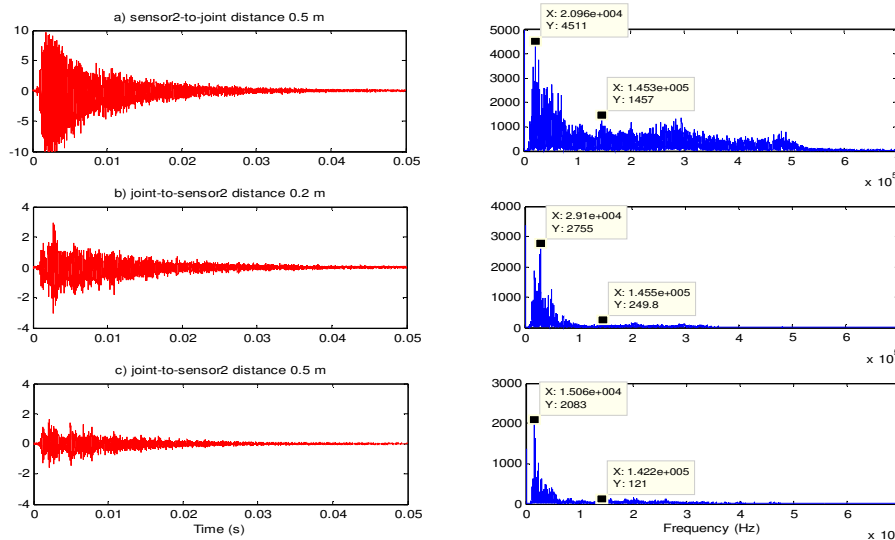 a) sensor2-to-joint distance 0.5 m
10
5
0
-5
-10
0 0.01 0.02 0.03 0.04 0.05
X: 2.096e+004
Y: 4511
X: 1.453e+005
Y: 1457
5000
4000
3000
2000
1000
0
0 1 2 3 4 5 6
x 10^5
b) joint-to-sensor2 distance 0.2 m
4
2
0
-2
-4
0 0.01 0.02 0.03 0.04 0.05
X: 2.91e+004
Y: 2755
X: 1.455e+005
Y: 249.8
4000
3000
2000
1000
0
0 1 2 3 4 5 6
x 10^5
c) joint-to-sensor2 distance 0.5 m
4
2
0
-2
-4
0 0.01 0.02 0.03 0.04 0.05
Time (s)
X: 1.506e+004
Y: 2083
X: 1.422e+005
Y: 121
3000
2000
1000
0
0 1 2 3 4 5 6
Frequency (Hz)
x 10